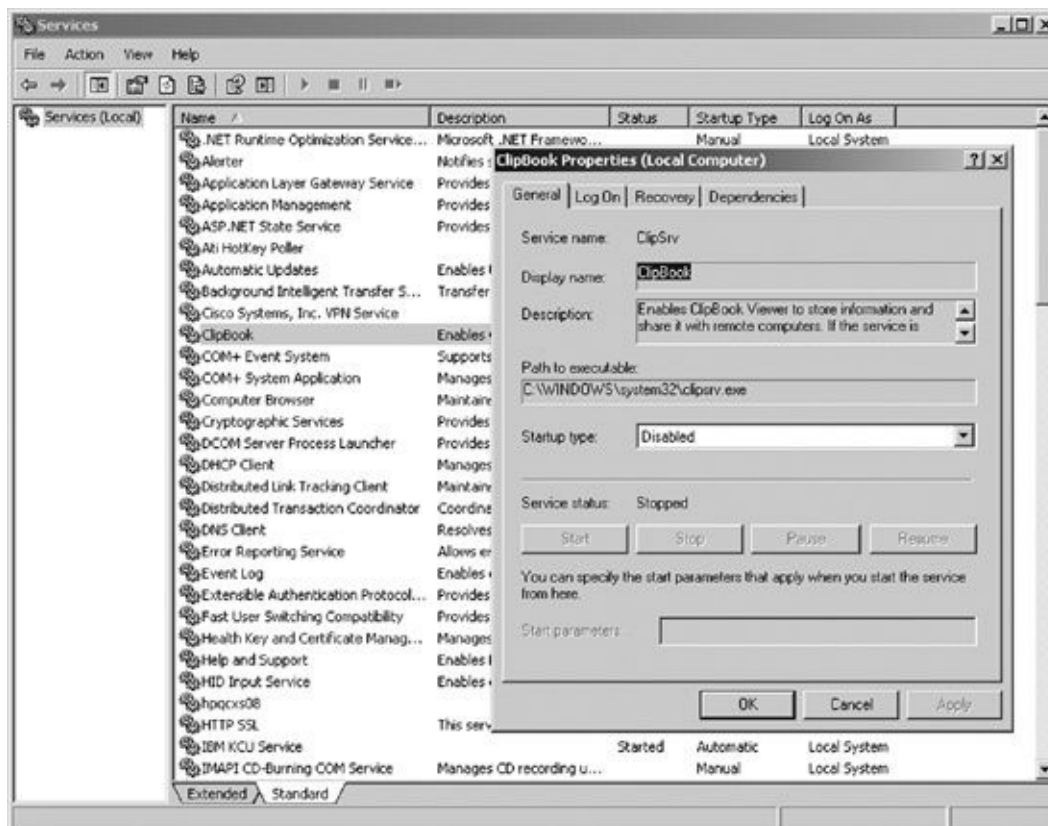 Services
File Action View Help
Services (Local)
Name Description Status Startup Type Log On As
.NET Runtime Optimization Service... Microsoft .NET Framewo... Manual Local System
Alerter Notifies
Application Layer Gateway Service Provides
Application Management Provides
ASP.NET State Service Provides
Ati HotKey Poller
Automatic Updates Enables
Background Intelligent Transfer S... Transfer
Cisco Systems, Inc. VPN Service
ClipBook Enables
COM+ Event System Supports
COM+ System Application Manages
Computer Browser Maintains
Cryptographic Services Provides
DCOM Server Process Launcher Provides
DHCP Client Manages
Distributed Link Tracking Client Maintains
Distributed Transaction Coordinator Coordina
DNS Client Resolves
Error Reporting Service Allows er
Event Log Enables
Extensible Authentication Protocol... Provides
Fast User Switching Compatibility Provides
Health Key and Certificate Manag... Manages
Help and Support Enables
HID Input Service Enables
hpqcxs08
HTTP SSL This serv
IBM KCU Service Started Automatic Local System
IMAPI CD-Burning COM Service Manages CD recording u... Manual Local System
Extended Standard
ClipBook Properties (Local Computer)
General Log On Recovery Dependencies
Service name: ClipSrv
Display name: ClipBook
Description: Enables ClipBook Viewer to store information and
share it with remote computers. If the service is
Path to executable:
C:\WINDOWS\system32\clipsrv.exe
Startup type: Disabled
Service status: Stopped
Start Stop Pause Resume
You can specify the start parameters that apply when you start the service
from here.
Start parameters:
OK Cancel Apply